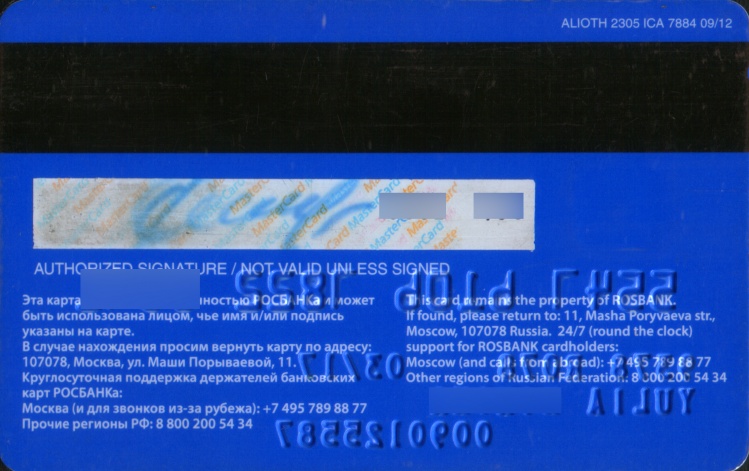 ALIOTH 2305 ICA 7884 09/12
MasterCard
AUTHORIZED SIGNATURE / NOT VALID UNLESS SIGNED
Эта карта нностью РОСБАНКа и может
быть использована лицом, чье имя и/или подпись
указаны на карте.
В случае нахождения просим вернуть карту по адресу:
107078, Москва, ул. Маши Порываевой, 11.
Круглосуточная поддержка держателей банковских
карт РОСБАНКа:
Москва (и для звонков из-за рубежа): +7 495 789 88 77
Прочие регионы РФ: 8 800 200 54 34
This card remains the property of ROSBANK.
If found, please return to: 11, Masha Poryvaeva str.,
Moscow, 107078 Russia. 24/7 (round the clock)
support for ROSBANK cardholders:
Moscow (and calls from abroad): +7 495 789 88 77
Other regions of Russian Federation: 8 800 200 54 34
YULIA